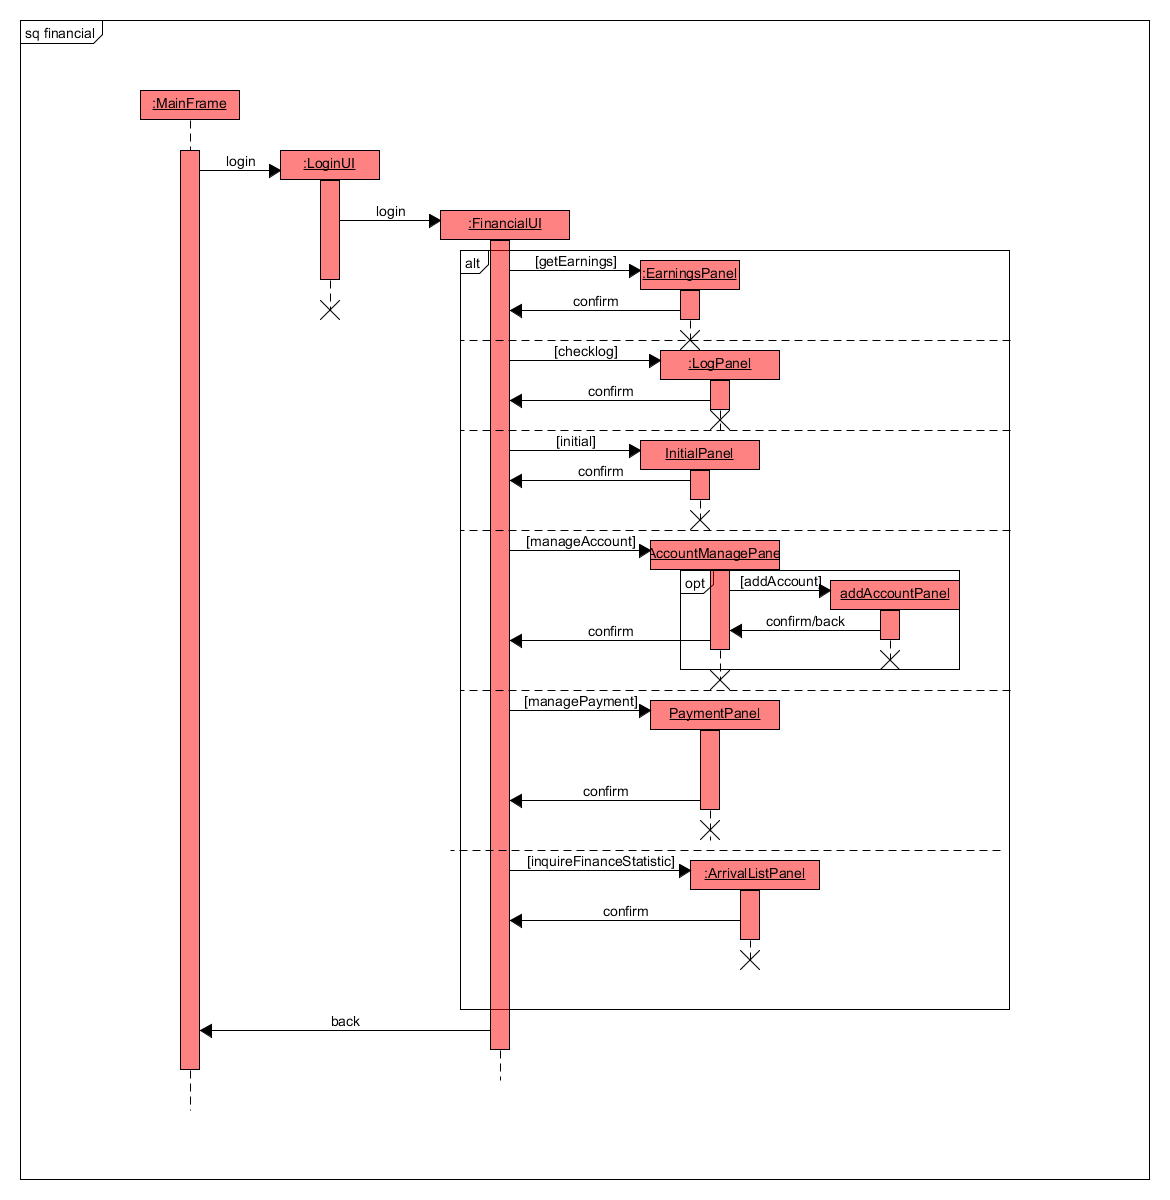 sq financial
:MainFrame
login
:LoginUI
login
:FinancialUI
alt
[getEarnings]
:EarningsPanel
confirm
[checklog]
:LogPanel
confirm
[initial]
InitialPanel
confirm
[manageAccount]
AccountManagePane
opt
[addAccount]
addAccountPanel
confirm/back
confirm
[managePayment]
PaymentPanel
confirm
[inquireFinanceStatistic]
:ArrivalListPanel
confirm
back